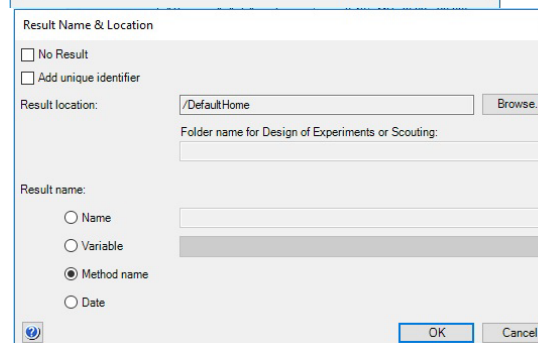 Result Name & Location
No Result
Add unique identifier
Result location:
/DefaultHome
Browse.
Folder name for Design of Experiments or Scouting:
Result name:
Name
Variable
Method name
Date
?
OK
Cancel